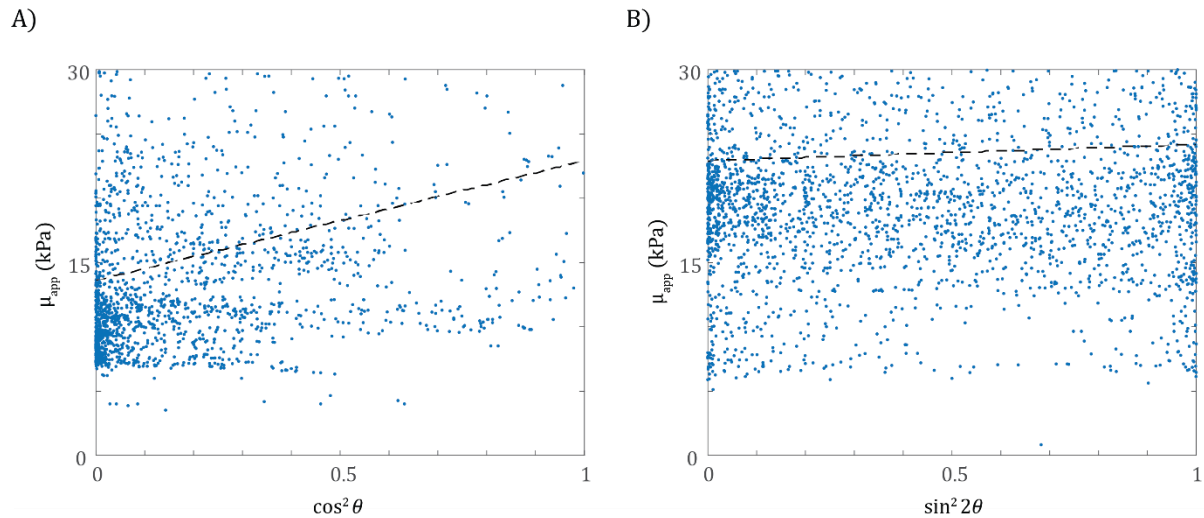 A)
30
15
0
μapp (kPa)
0 0.5 1
cos² θ
B)
30
15
0
μapp (kPa)
0 0.5 1
sin² 2θ